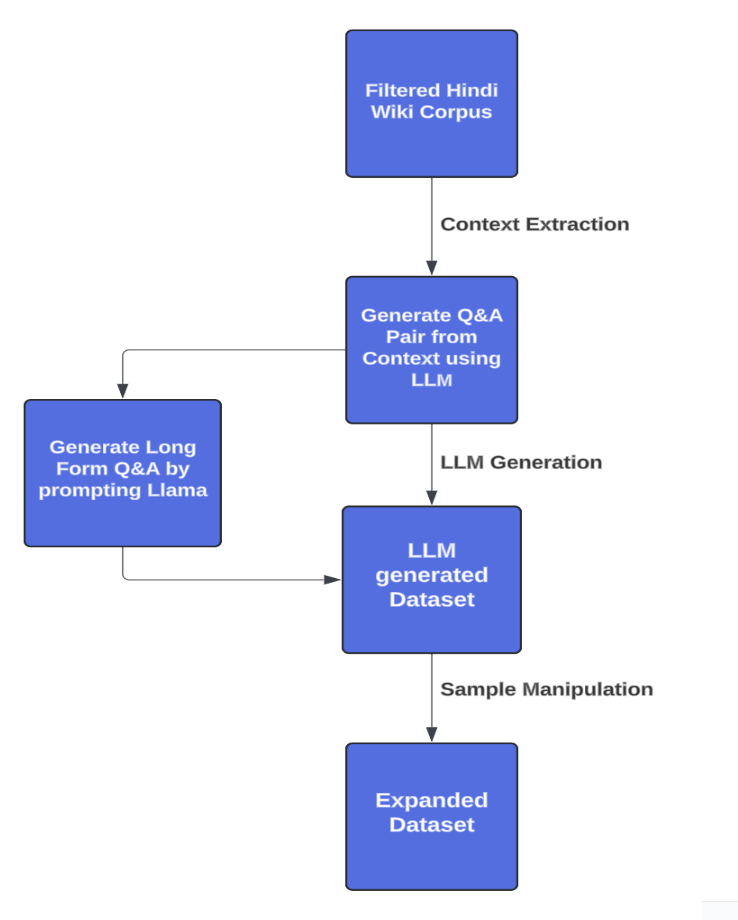 Filtered Hindi
Wiki Corpus
Context Extraction
Generate Q&A
Pair from
Context using
LLM
Generate Long
Form Q&A by
prompting Llama
LLM Generation
LLM
generated
Dataset
Sample Manipulation
Expanded
Dataset